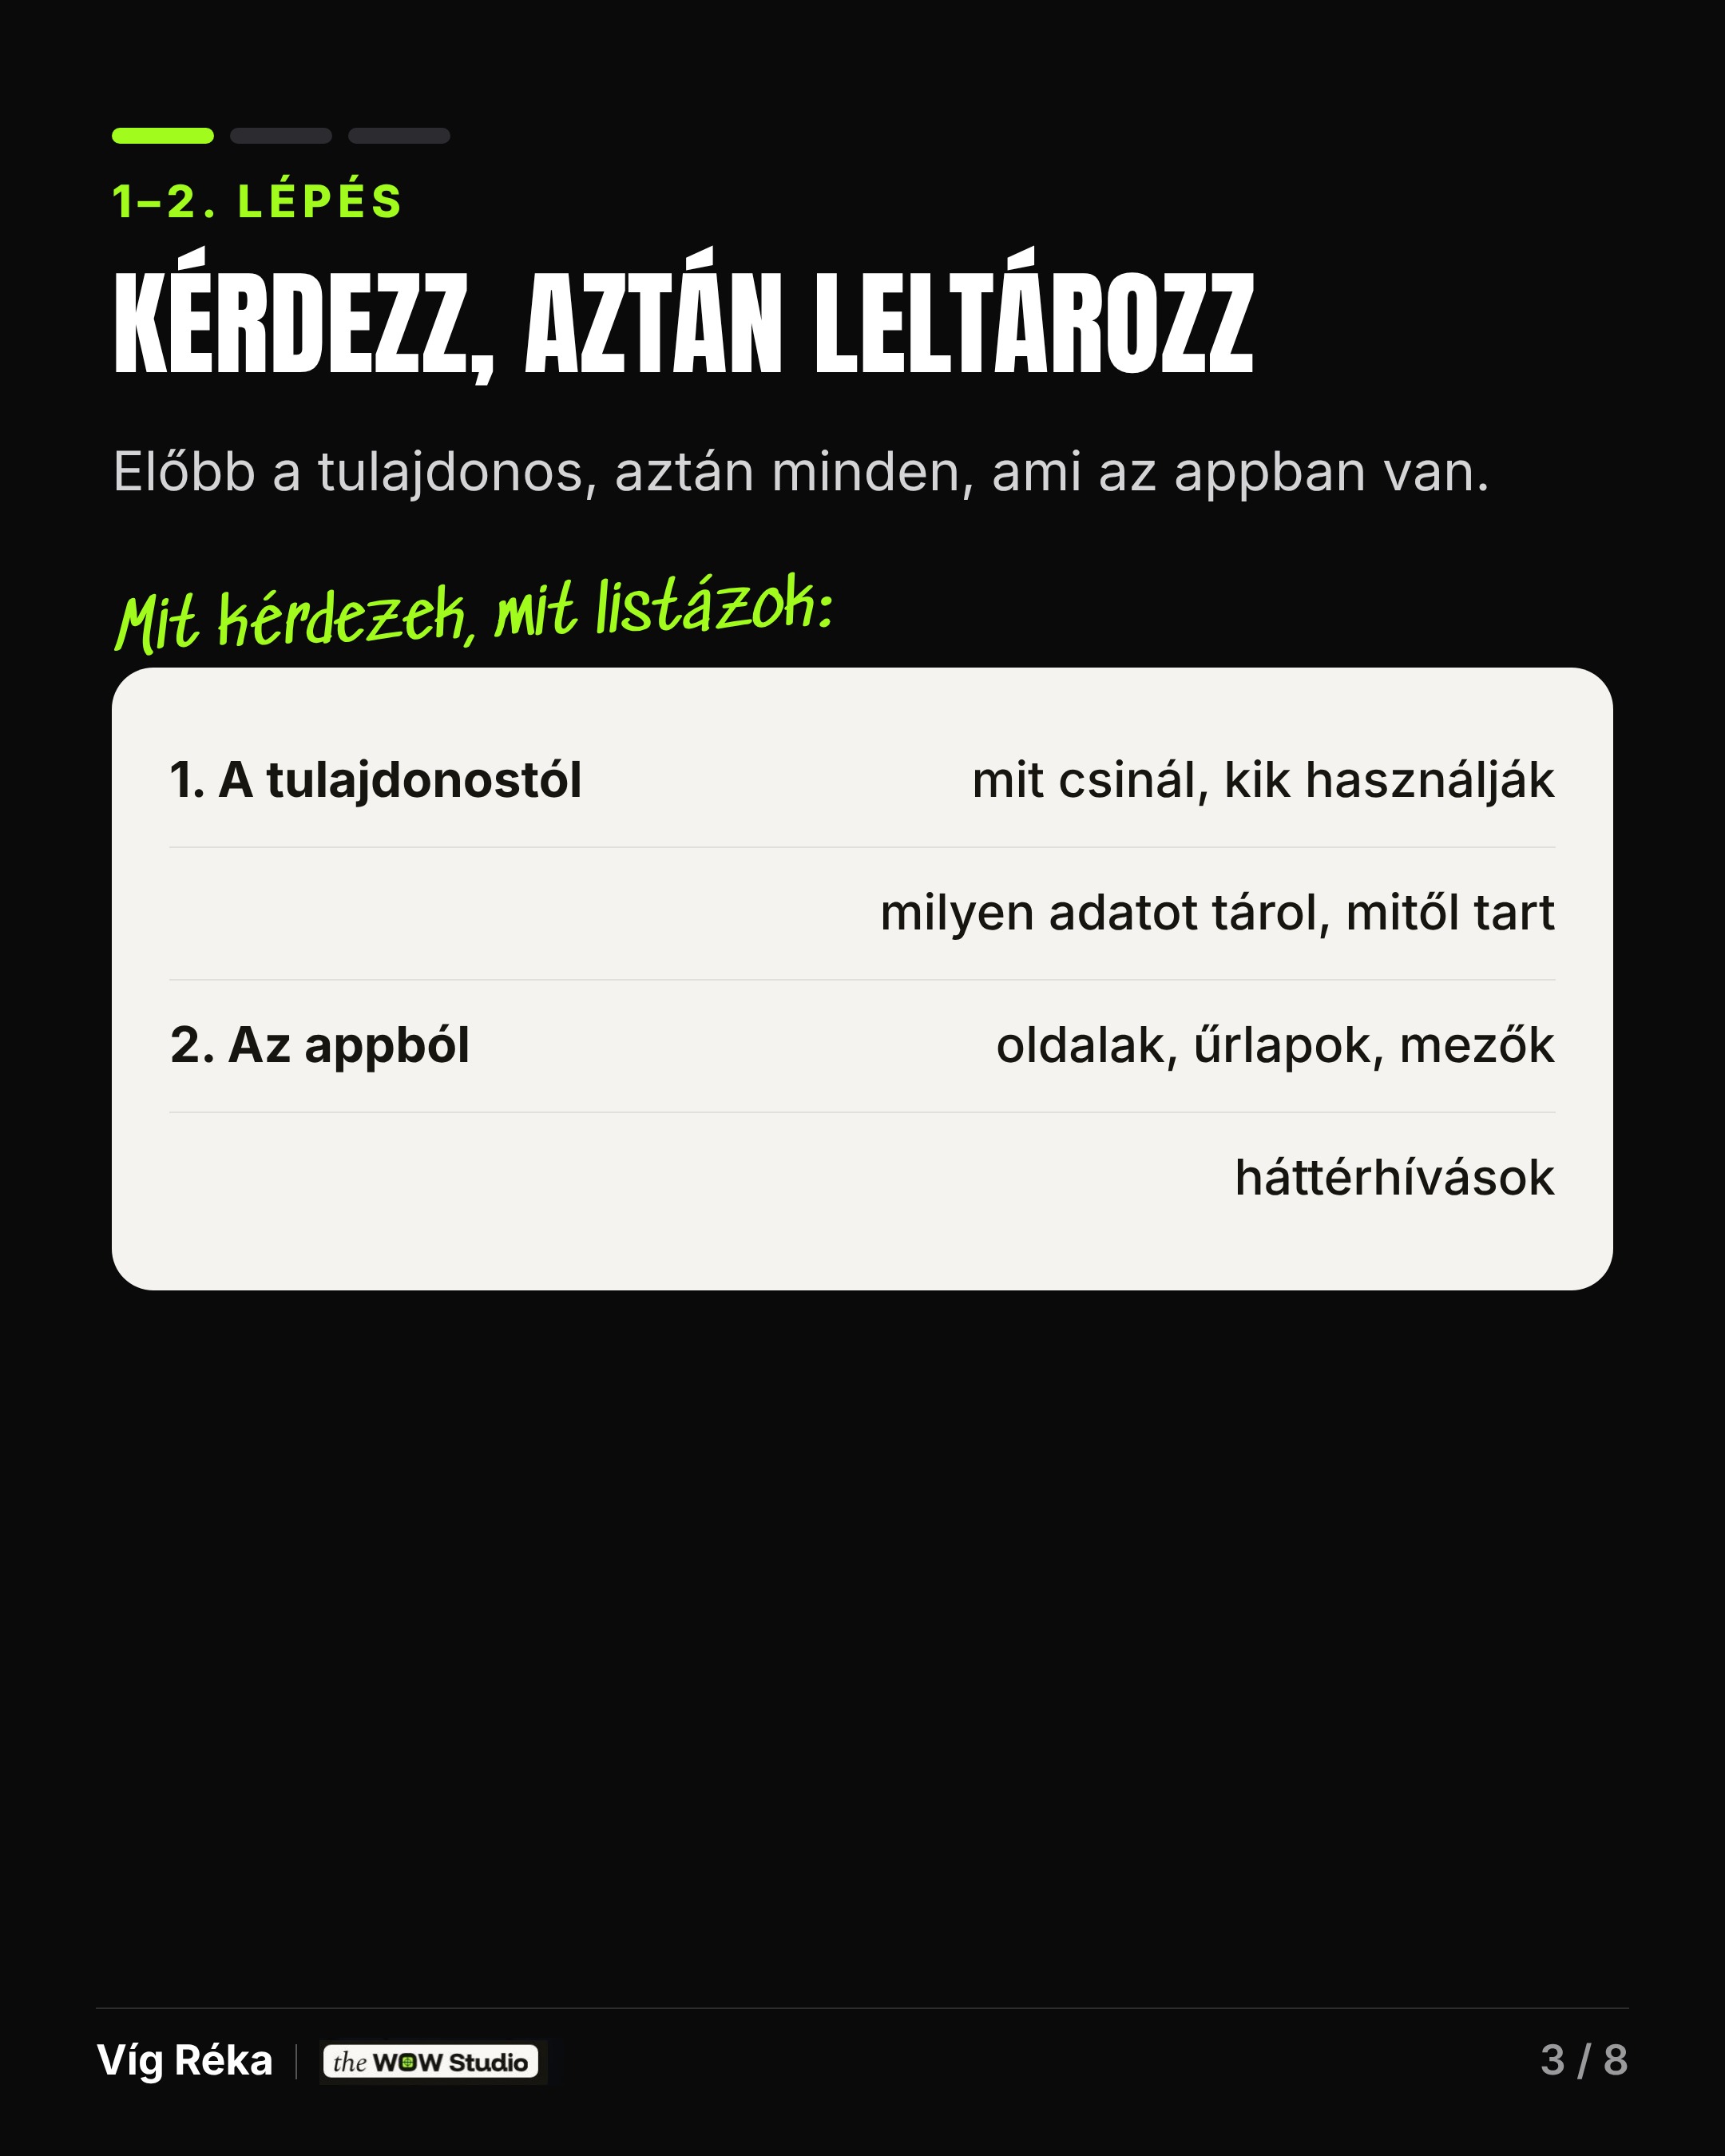 1–2. LÉPÉS
KÉRDEZZ, AZTÁN LELTÁROZZ
Előbb a tulajdonos, aztán minden, ami az appban van.
Mit kérdezek, mit listázok:
1. A tulajdonostól mit csinál, kik használják
milyen adatot tárol, mitől tart
2. Az appból oldalak, űrlapok, mezők
háttérhívások
Víg Réka the WOW Studio 3 / 8